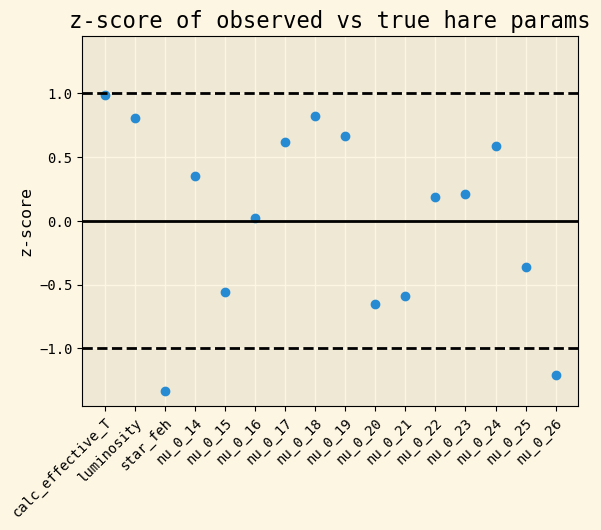 z-score of observed vs true hare params
z-score
1.0
0.5
0.0
−0.5
−1.0
calc_effective_T
luminosity
star_feh
nu_0_14
nu_0_15
nu_0_16
nu_0_17
nu_0_18
nu_0_19
nu_0_20
nu_0_21
nu_0_22
nu_0_23
nu_0_24
nu_0_25
nu_0_26